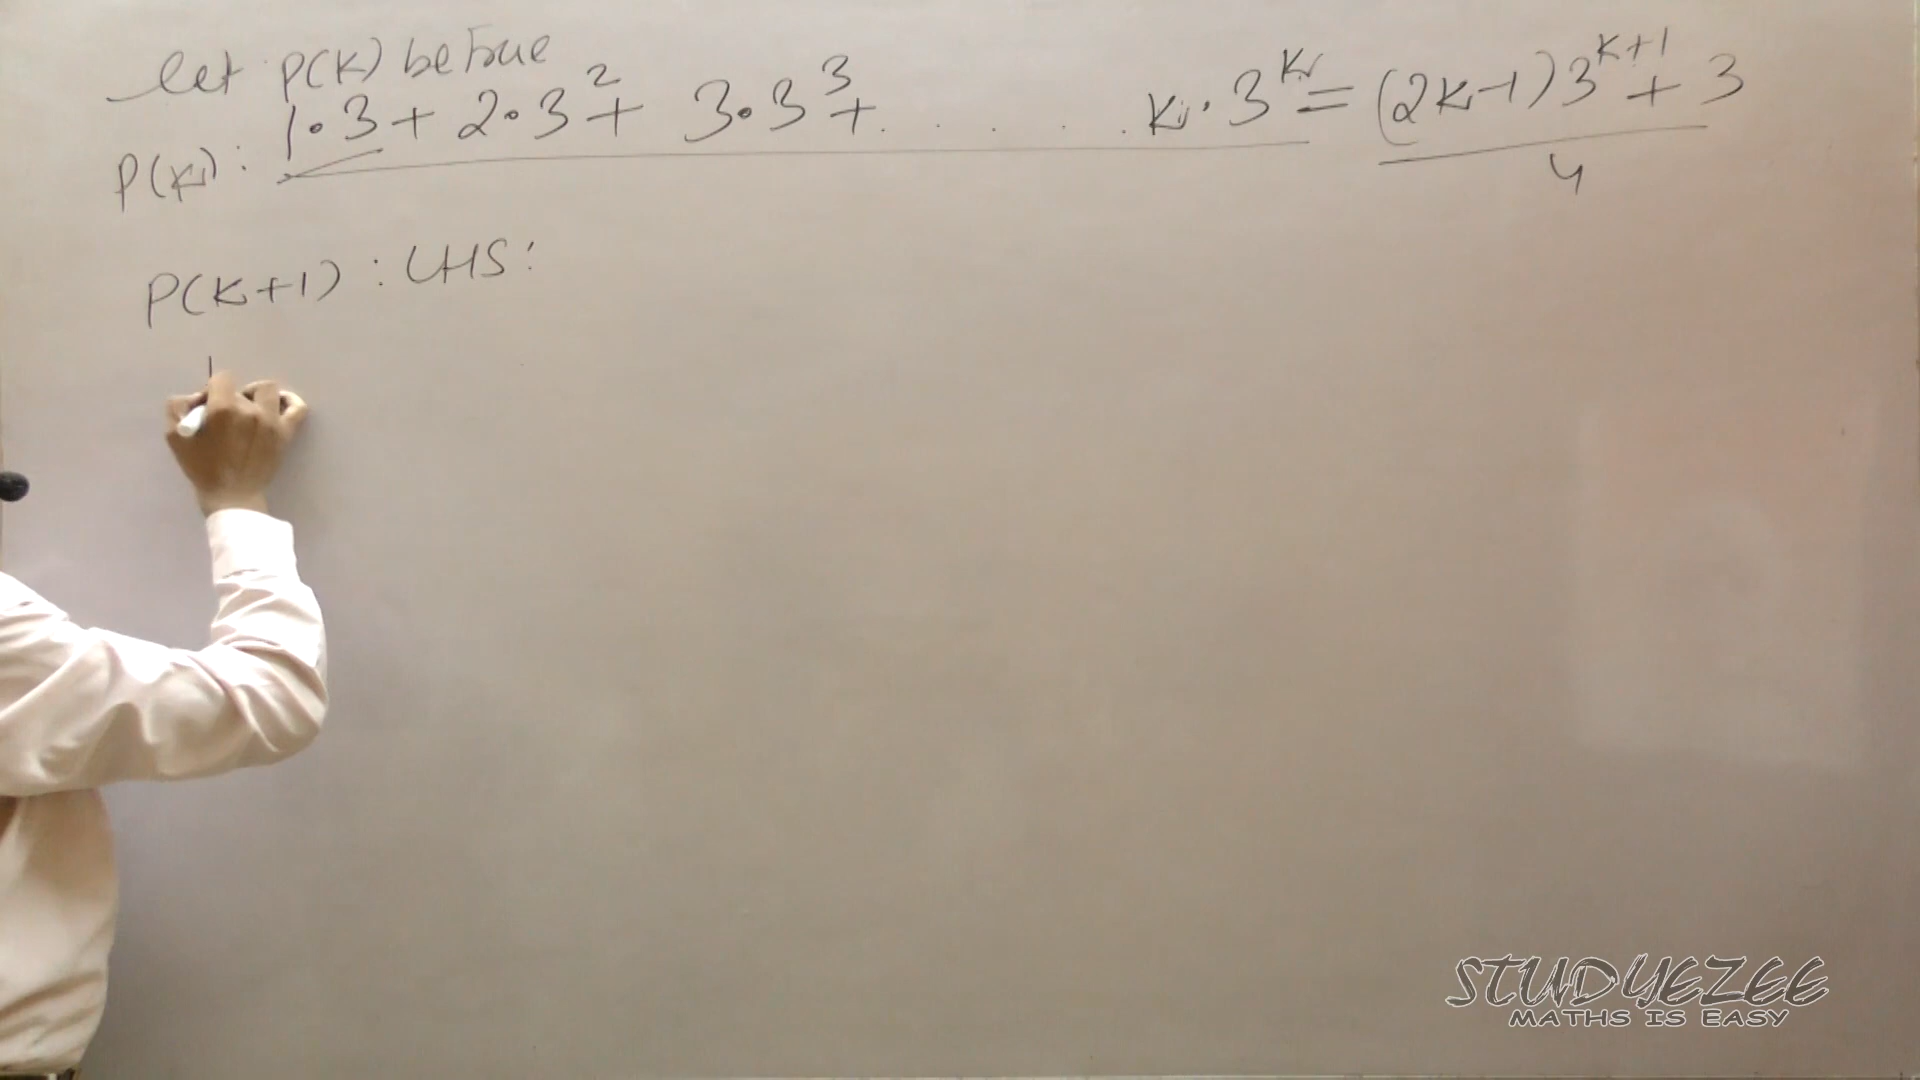 let P(K) be True
P(K): 1·3 + 2·3² + 3·3³ + . . . . . K·3^K = (2K-1)3^(K+1) + 3 / 4
P(K+1) : LHS:
1
STUDYEZEE
MATHS IS EASY